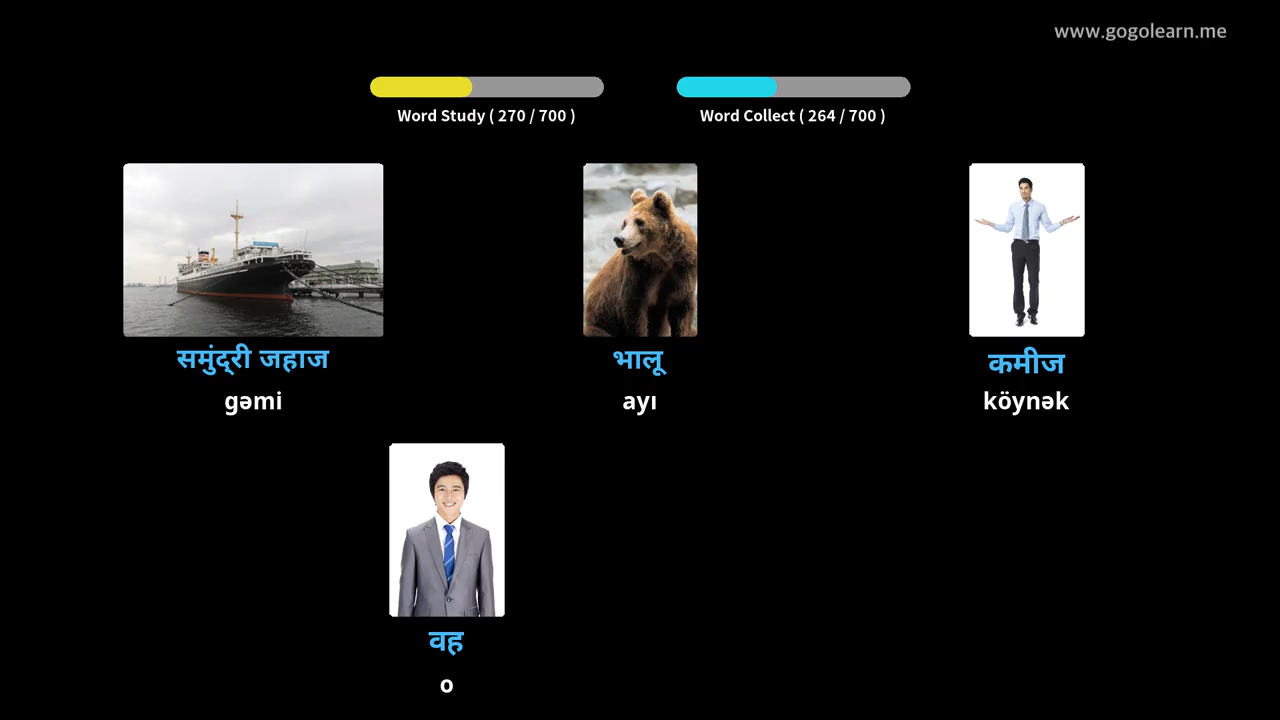 www.gogolearn.me
Word Study ( 270 / 700 )
Word Collect ( 264 / 700 )
समुंद्री जहाज
gəmi
भालू
ayı
कमीज
köynək
वह
o